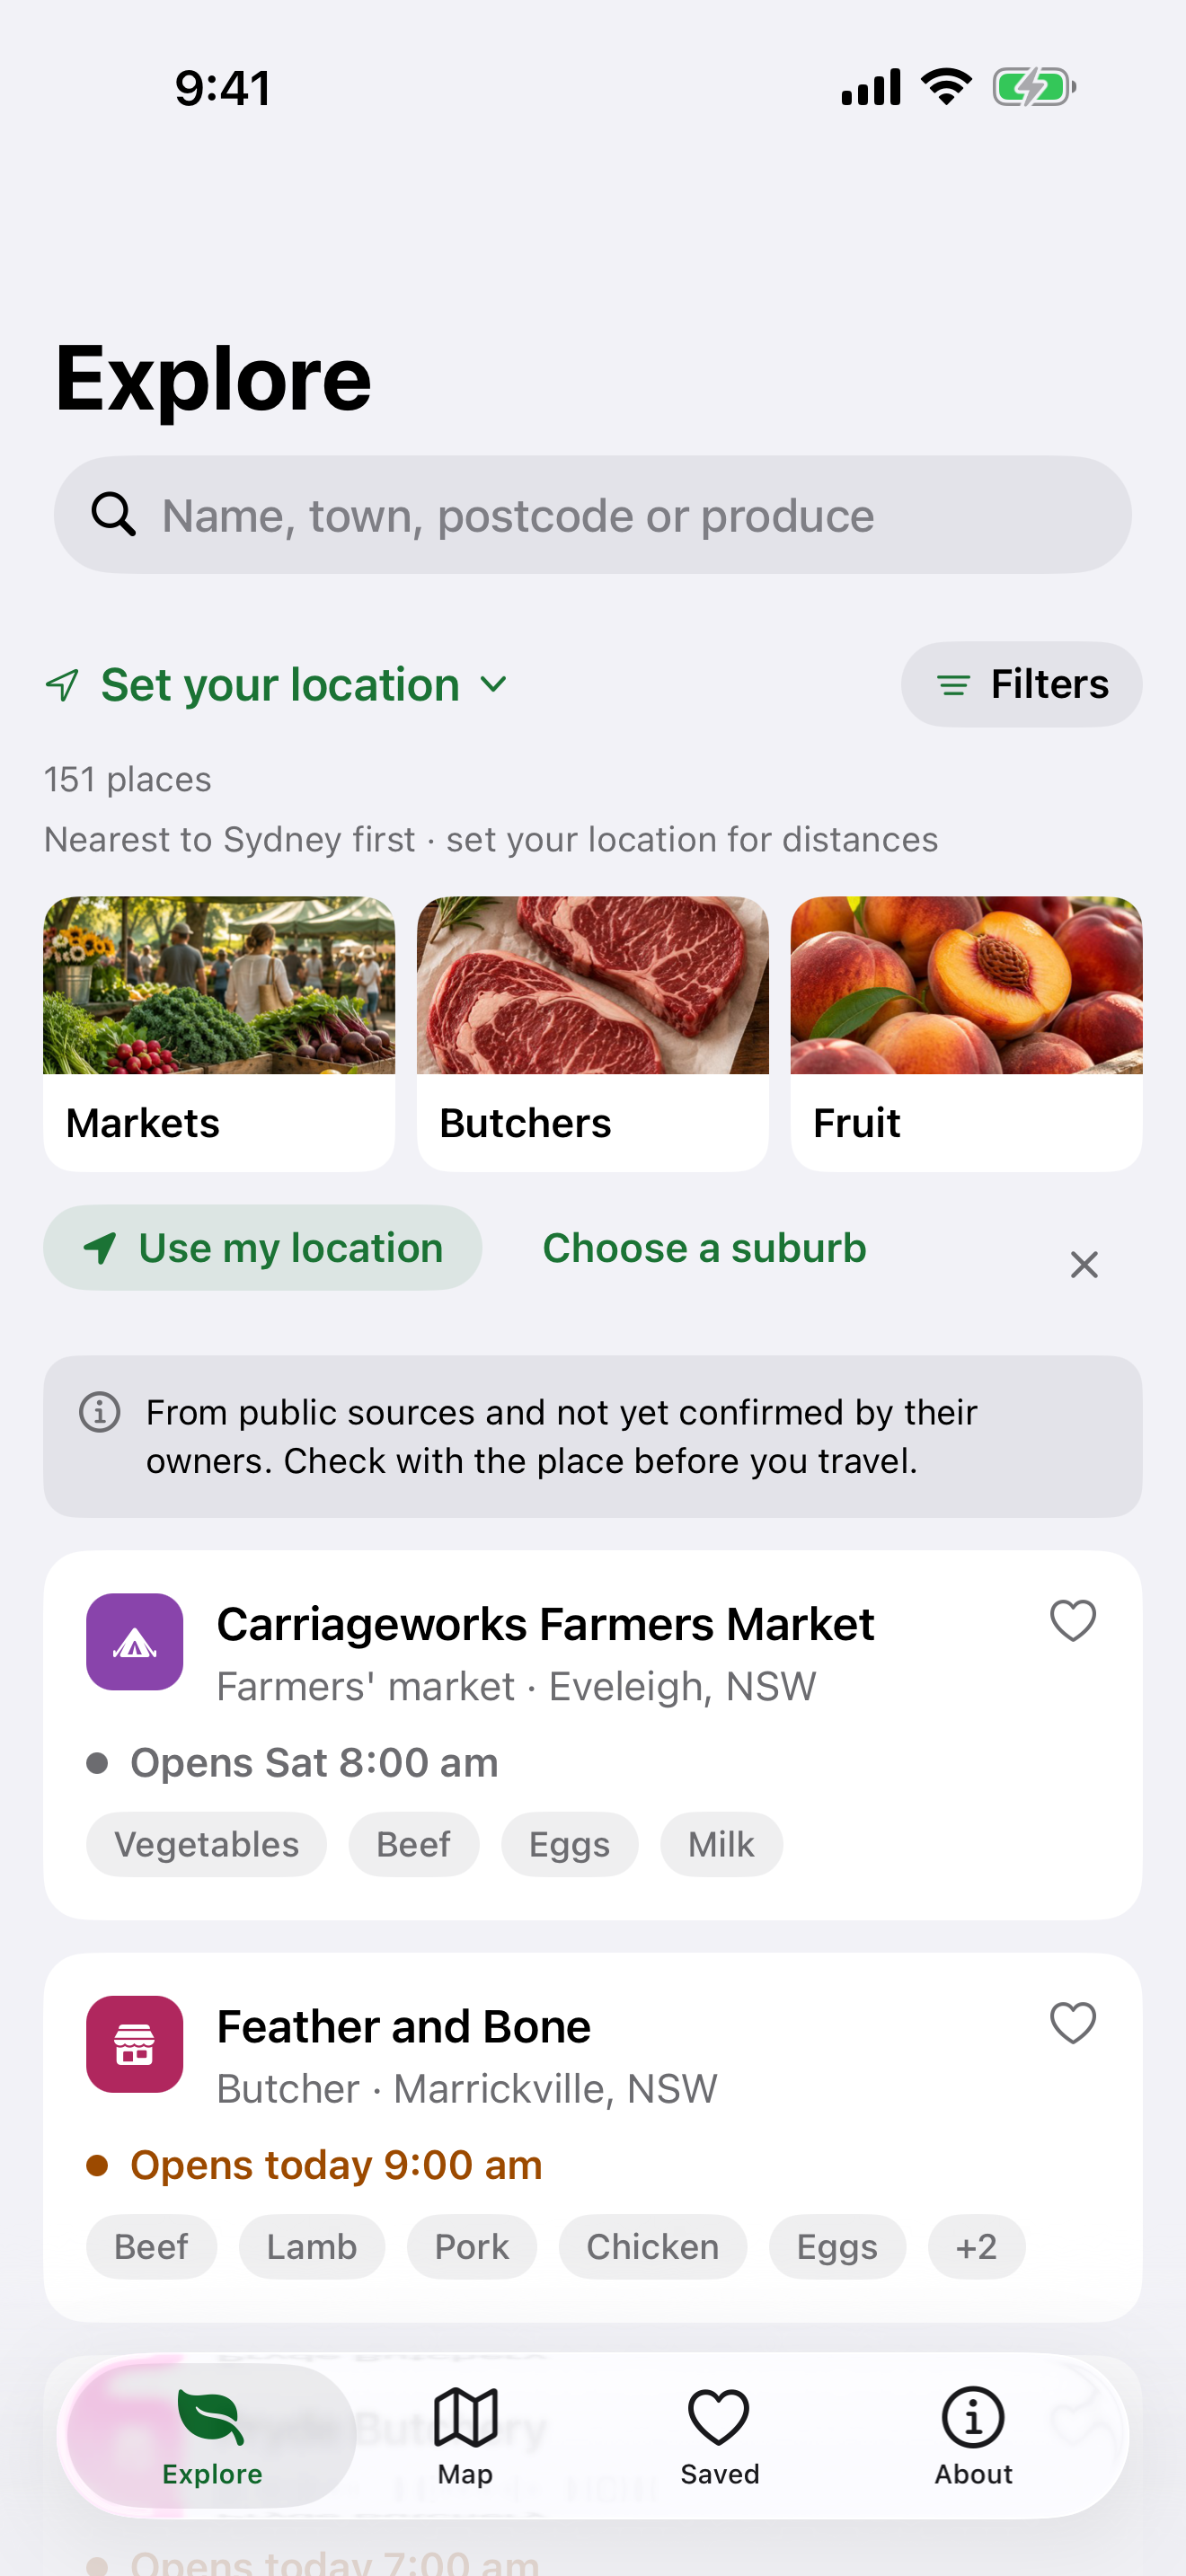 9:41
Explore
Name, town, postcode or produce
Set your location
Filters
151 places
Nearest to Sydney first · set your location for distances
Markets
Butchers
Fruit
Use my location
Choose a suburb
From public sources and not yet confirmed by their
owners. Check with the place before you travel.
Carriageworks Farmers Market
Farmers' market · Eveleigh, NSW
Opens Sat 8:00 am
Vegetables
Beef
Eggs
Milk
Feather and Bone
Butcher · Marrickville, NSW
Opens today 9:00 am
Beef
Lamb
Pork
Chicken
Eggs
+2
Explore
Map
Saved
About
Opens today 7:00 am